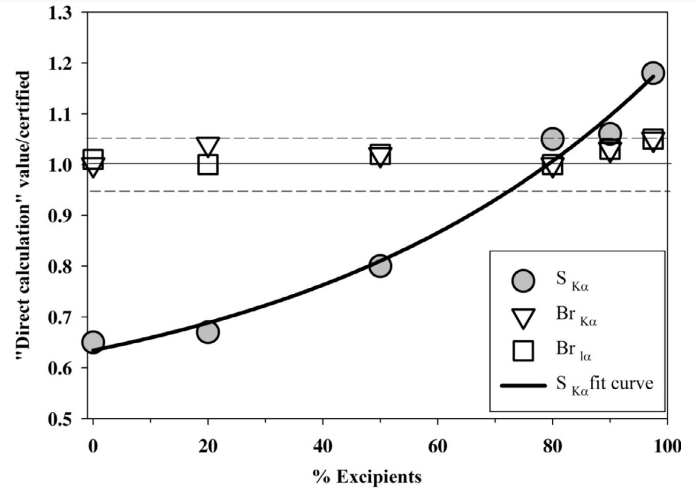 "Direct calculation" value/certified
1.3
1.2
1.1
1.0
0.9
0.8
0.7
0.6
0.5
0 20 40 60 80 100
% Excipients
S Kα
Br Kα
Br lα
S Kα fit curve